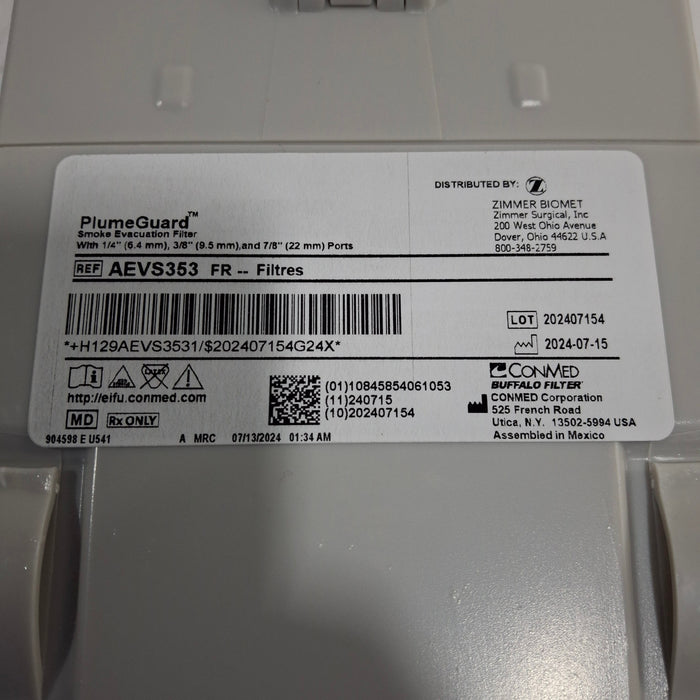 DISTRIBUTED BY: Z
ZIMMER BIOMET
Zimmer Surgical, Inc
200 West Ohio Avenue
Dover, Ohio 44622 U.S.A
800-348-2759
PlumeGuard™
Smoke Evacuation Filter
With 1/4" (6.4 mm), 3/8" (9.5 mm),and 7/8" (22 mm) Ports
REF AEVS353 FR -- Filtres
*+H129AEVS3531/$202407154G24X*
LOT 202407154
2024-07-15
LATEX
http://eifu.conmed.com
MD Rx ONLY
(01)10845854061053
(11)240715
(10)202407154
CONMED
BUFFALO FILTER
CONMED Corporation
525 French Road
Utica, N.Y. 13502-5994 USA
Assembled in Mexico
904598 E U541 A MRC 07/13/2024 01:34 AM